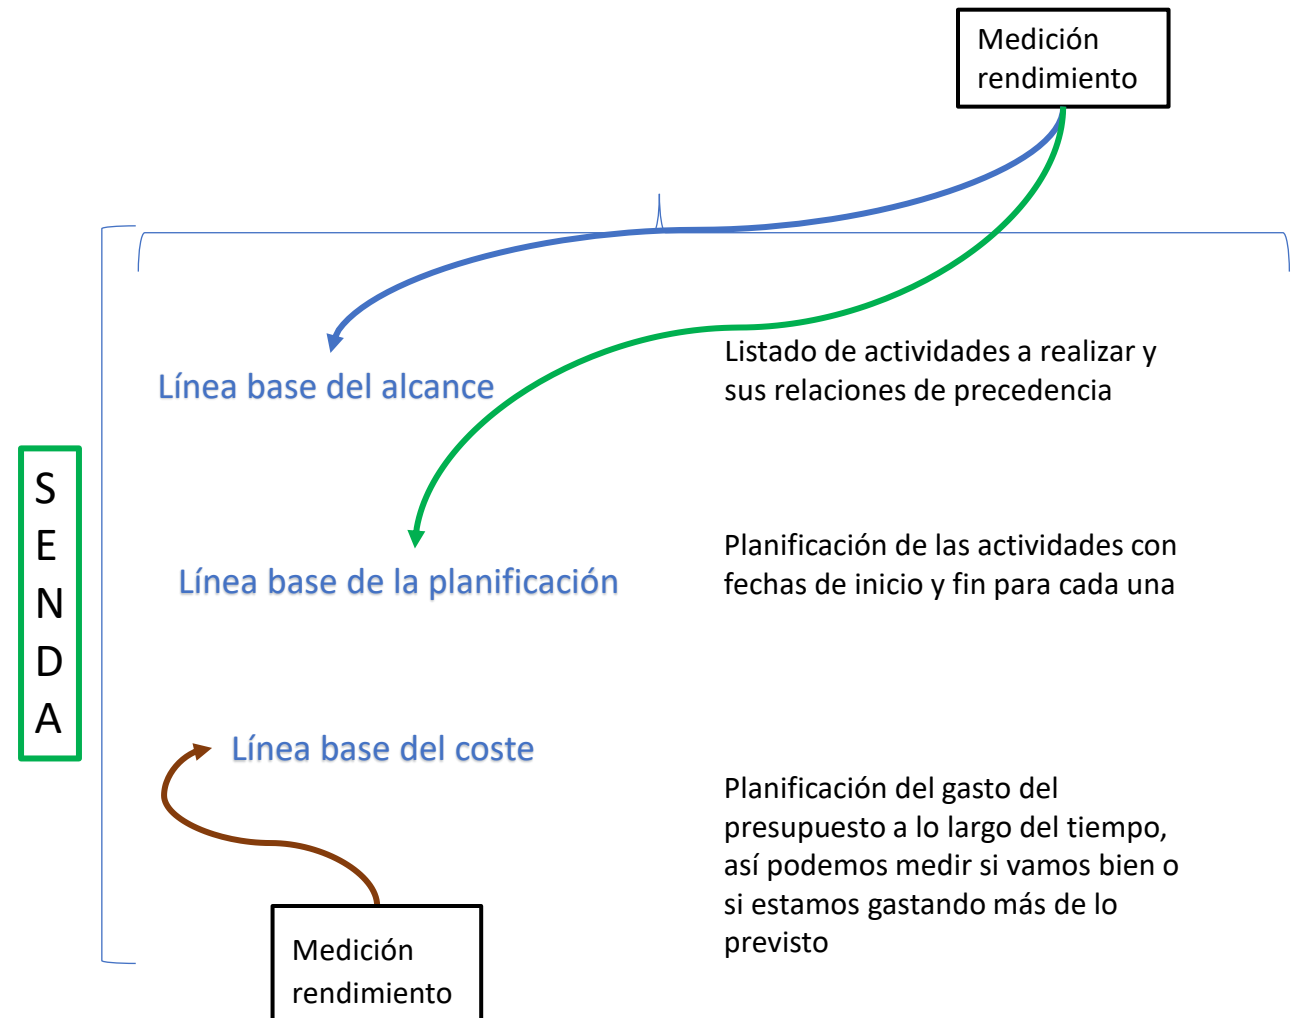 Medición
rendimiento
Línea base del alcance
Listado de actividades a realizar y
sus relaciones de precedencia
S
E
N
D
A
Línea base de la planificación
Planificación de las actividades con
fechas de inicio y fin para cada una
Línea base del coste
Planificación del gasto del
presupuesto a lo largo del tiempo,
así podemos medir si vamos bien o
si estamos gastando más de lo
previsto
Medición
rendimiento